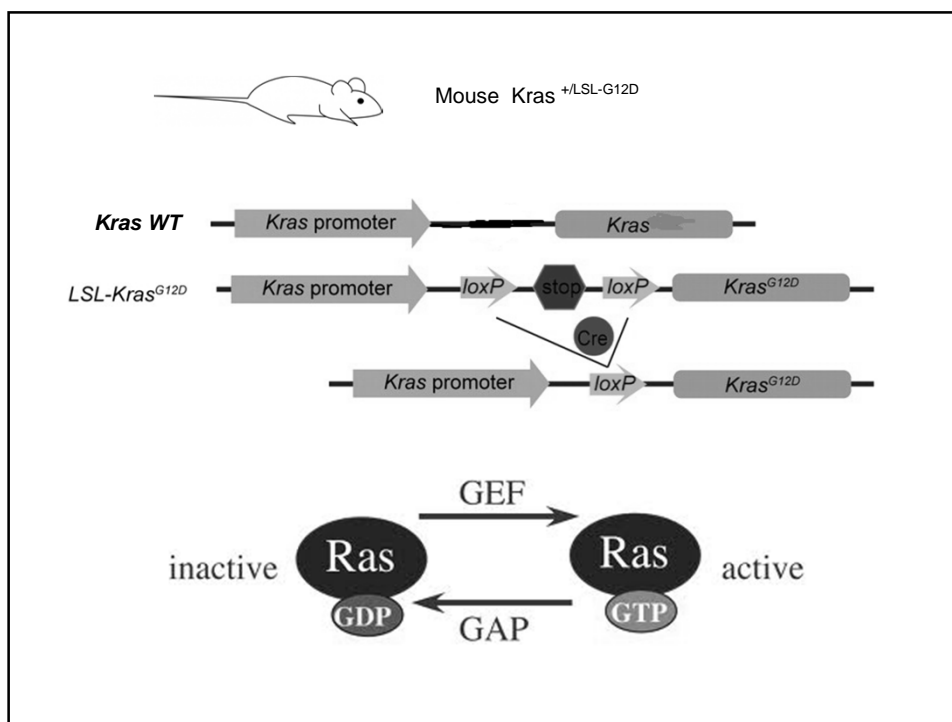 Mouse Kras +/LSL-G12D
Kras WT
Kras promoter
Kras
LSL-KrasG12D
Kras promoter
loxP
stop
loxP
KrasG12D
Cre
Kras promoter
loxP
KrasG12D
GEF
inactive
Ras
GDP
Ras
GTP
active
GAP